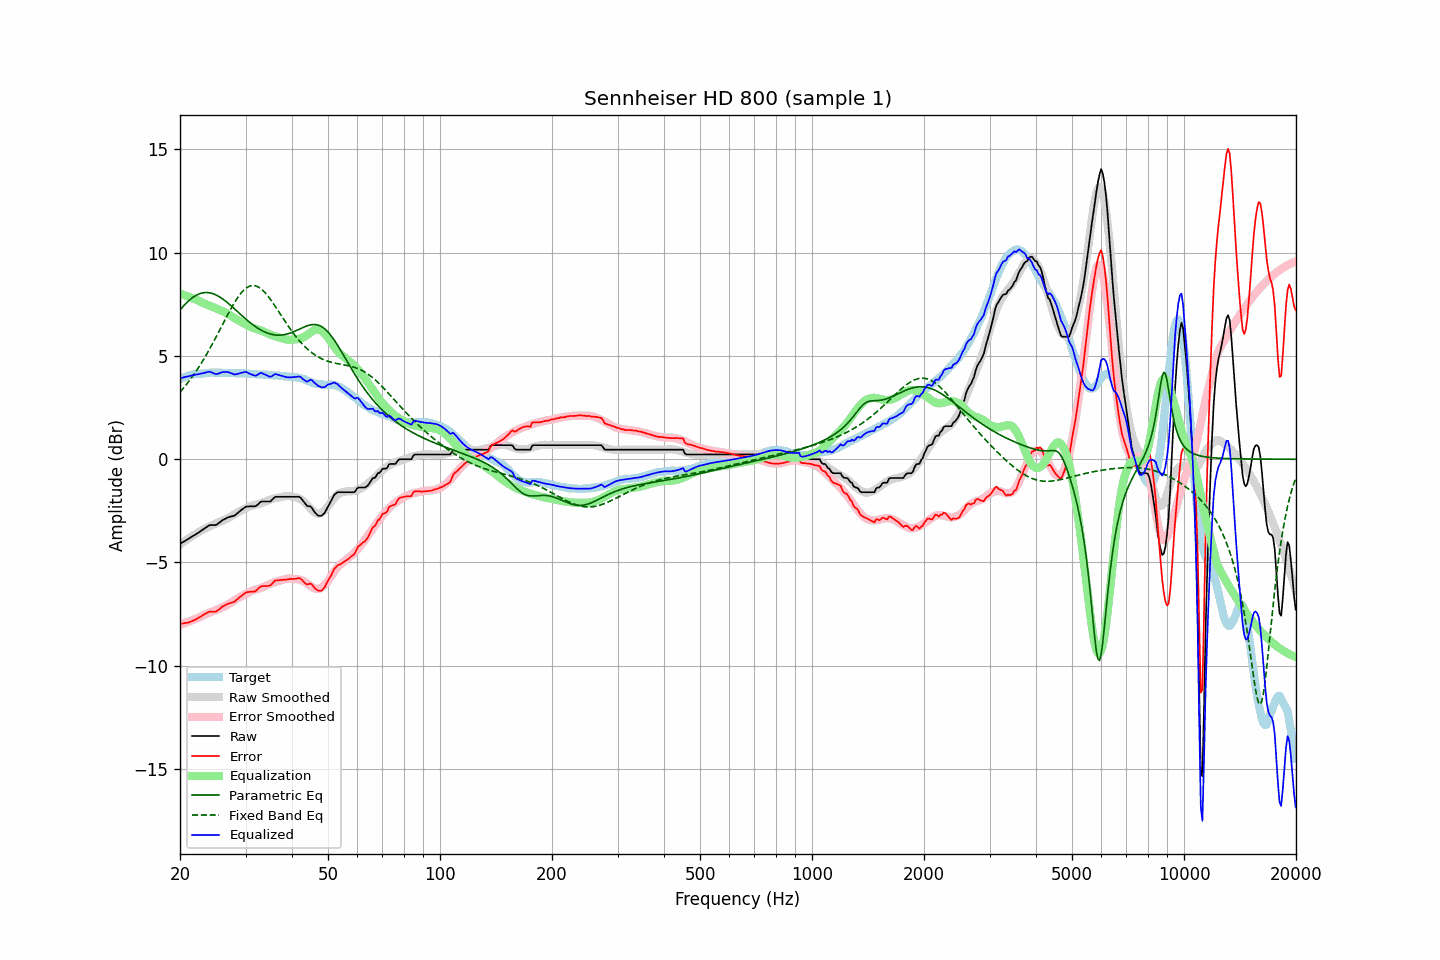 Sennheiser HD 800 (sample 1)
Amplitude (dBr)
15
10
5
0
−5
−10
−15
Target
Raw Smoothed
Error Smoothed
Raw
Error
Equalization
Parametric Eq
Fixed Band Eq
Equalized
20 50 100 200 500 1000 2000 5000 10000 20000
Frequency (Hz)